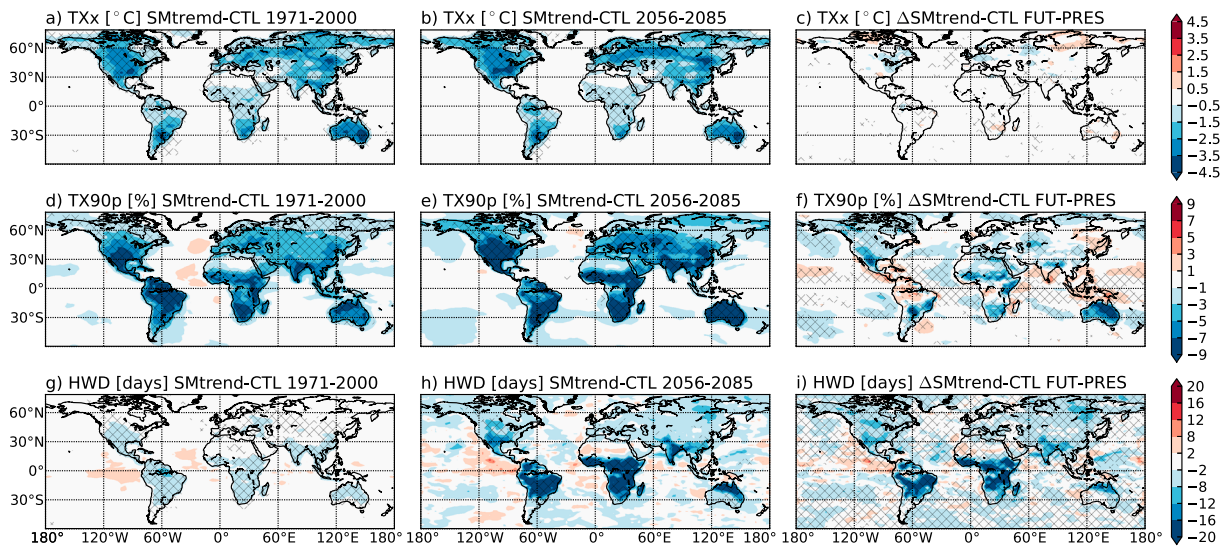 a) TXx [°C] SMtremd-CTL 1971-2000
b) TXx [°C] SMtrend-CTL 2056-2085
c) TXx [°C] ΔSMtrend-CTL FUT-PRES
60°N
30°N
0°
30°S
4.5
3.5
2.5
1.5
0.5
−0.5
−1.5
−2.5
−3.5
−4.5
d) TX90p [%] SMtrend-CTL 1971-2000
e) TX90p [%] SMtrend-CTL 2056-2085
f) TX90p [%] ΔSMtrend-CTL FUT-PRES
60°N
30°N
0°
30°S
9
7
5
3
1
−1
−3
−5
−7
−9
g) HWD [days] SMtrend-CTL 1971-2000
h) HWD [days] SMtrend-CTL 2056-2085
i) HWD [days] ΔSMtrend-CTL FUT-PRES
60°N
30°N
0°
30°S
20
16
12
8
2
−2
−8
−12
−16
−20
180° 120°W 60°W 0° 60°E 120°E 180°
120°W 60°W 0° 60°E 120°E 180°
120°W 60°W 0° 60°E 120°E 180°